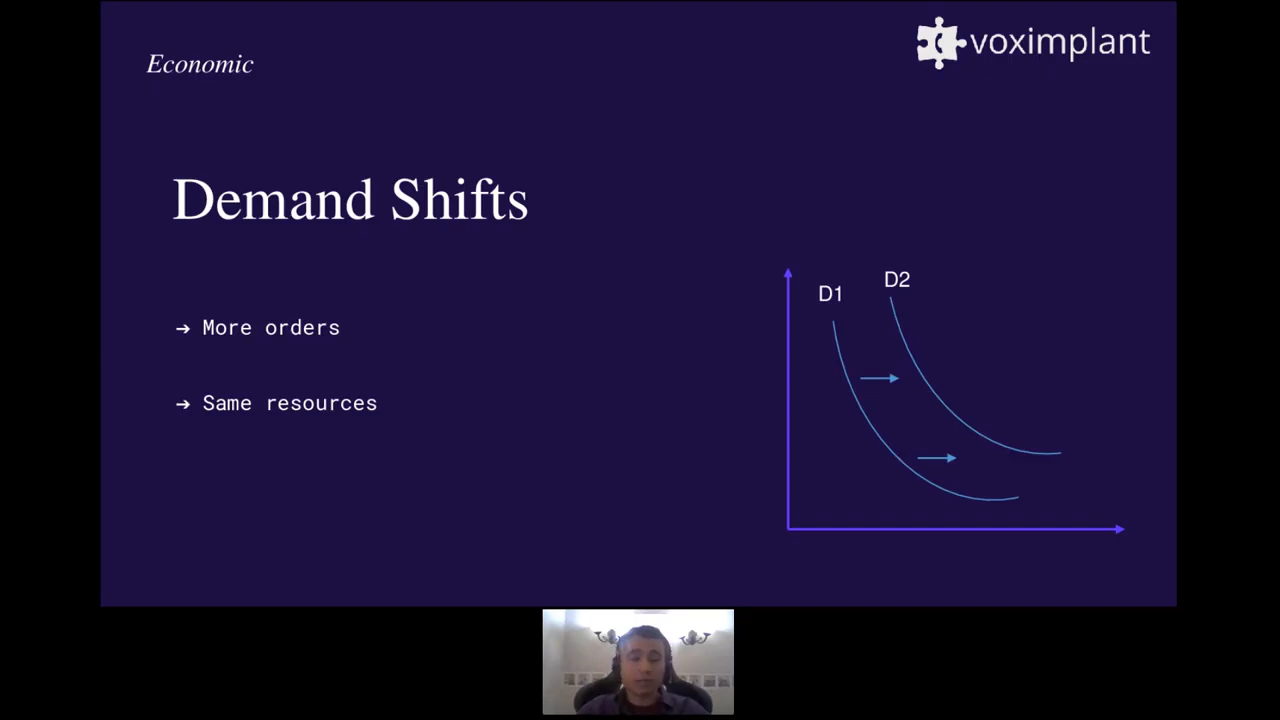 Economic
voximplant
Demand Shifts
D1
D2
➔ More orders
➔ Same resources